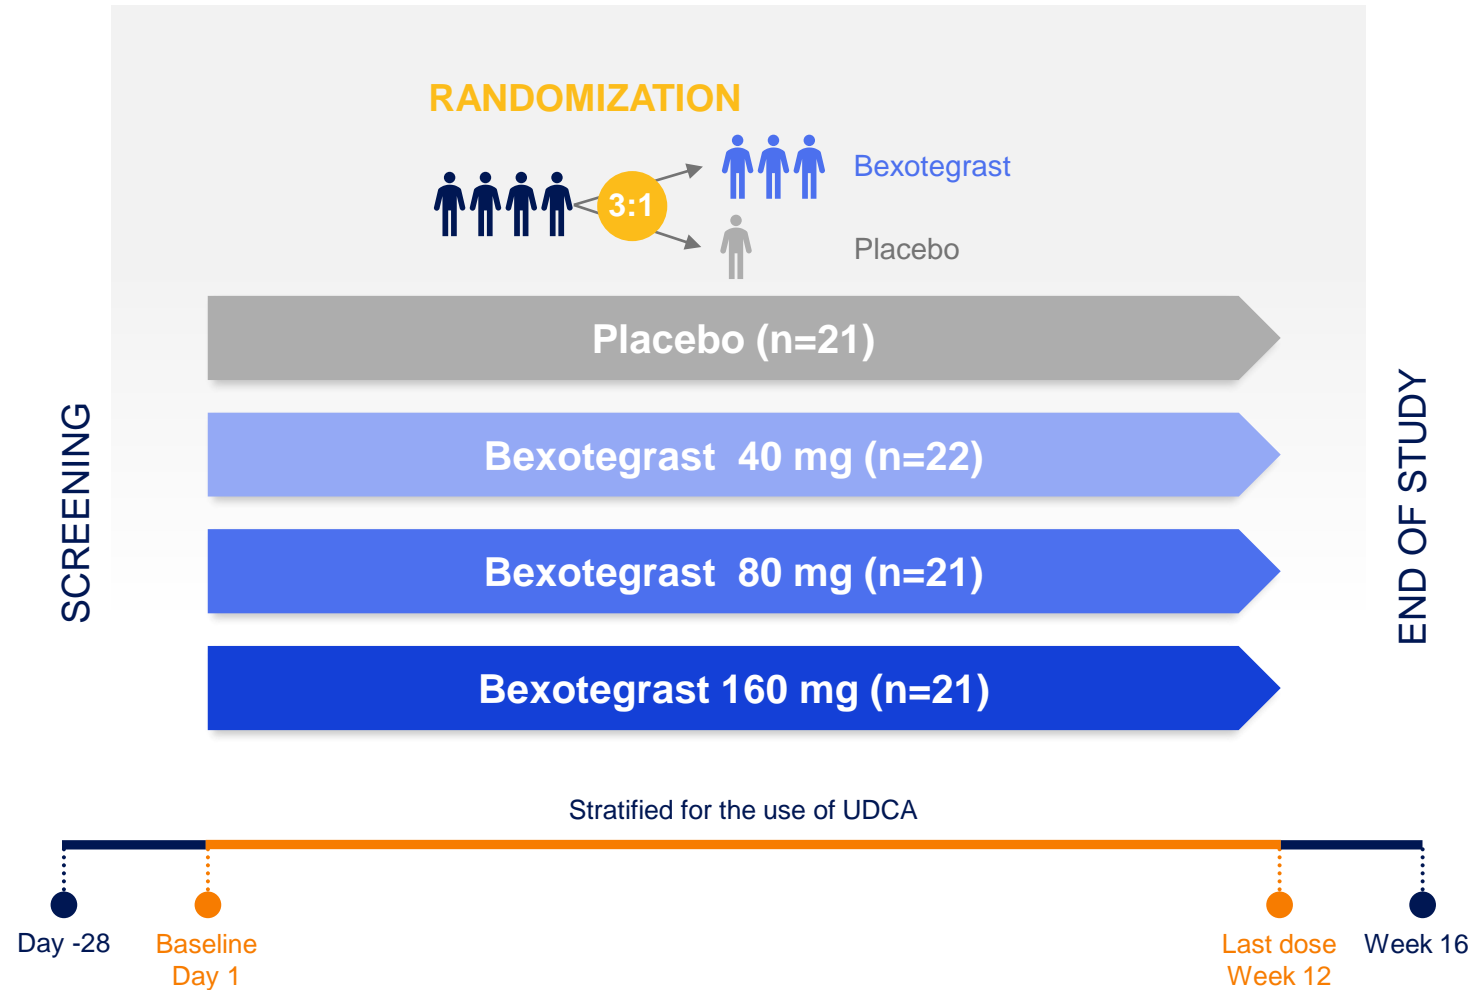 RANDOMIZATION
3:1
Bexotegrast
Placebo
Placebo (n=21)
Bexotegrast  40 mg (n=22)
Bexotegrast  80 mg (n=21)
Bexotegrast 160 mg (n=21)
SCREENING
END OF STUDY
Stratified for the use of UDCA
Day -28
Baseline
Day 1
Last dose
Week 12
Week 16